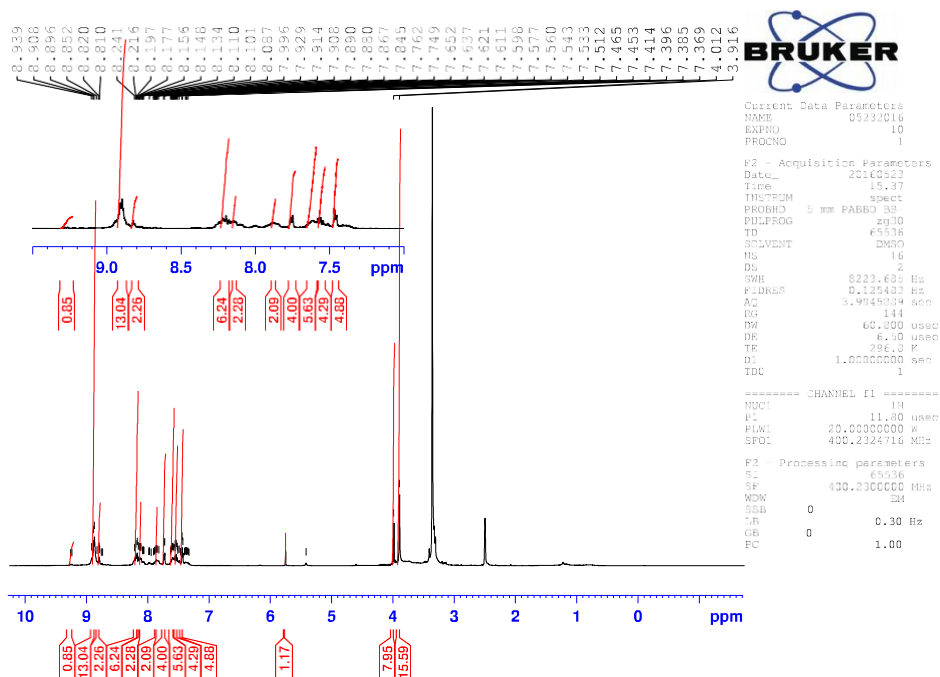 8.939 8.908 8.896 8.852 8.820 8.810 8.241 8.216 8.197 8.177 8.156 8.148 8.134 8.110 8.101 8.087 7.996 7.929 7.914 7.908 7.890 7.880 7.867 7.845 7.762 7.749 7.652 7.637 7.621 7.611 7.598 7.577 7.560 7.543 7.533 7.512 7.465 7.453 7.414 7.396 7.385 7.369 4.012 3.916
BRUKER
Current Data Parameters
NAME 05232016
EXPNO 10
PROCNO 1
F2 - Acquisition Parameters
Date_ 20160523
Time 15.37
INSTRUM spect
PROBHD 5 mm PABBO BB-
PULPROG zg30
TD 65536
SOLVENT DMSO
NS 16
DS 2
SWH 8223.685 Hz
FIDRES 0.125483 Hz
AQ 3.9845889 sec
RG 144
DW 60.800 usec
DE 6.50 usec
TE 296.8 K
D1 1.00000000 sec
TD0 1
======== CHANNEL f1 ========
NUC1 1H
P1 11.80 usec
PLW1 20.00000000 W
SFO1 400.2324716 MHz
F2 - Processing parameters
SI 65536
SF 400.2300000 MHz
WDW EM
SSB 0
LB 0.30 Hz
GB 0
PC 1.00
9.0 8.5 8.0 7.5 ppm
0.85 13.04 2.26 6.24 2.28 2.09 4.00 5.63 4.29 4.88
10 9 8 7 6 5 4 3 2 1 0 ppm
0.85 13.04 2.26 6.24 2.28 2.09 4.00 5.63 4.29 4.88 1.17 7.95 15.59